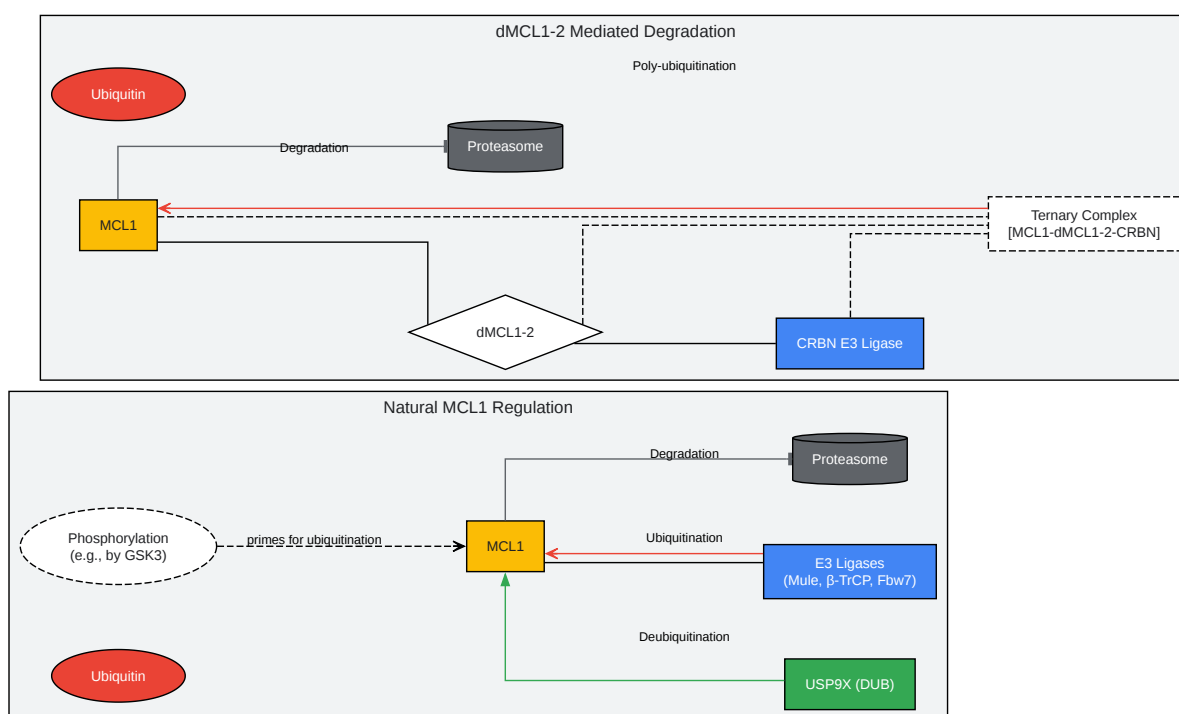 dMCL1-2 Mediated Degradation
Poly-ubiquitination
Ubiquitin
Degradation
Proteasome
MCL1
Ternary Complex
[MCL1-dMCL1-2-CRBN]
dMCL1-2
CRBN E3 Ligase
Natural MCL1 Regulation
Degradation
Proteasome
Phosphorylation
(e.g., by GSK3)
primes for ubiquitination
MCL1
Ubiquitination
E3 Ligases
(Mule, β-TrCP, Fbw7)
Deubiquitination
Ubiquitin
USP9X (DUB)